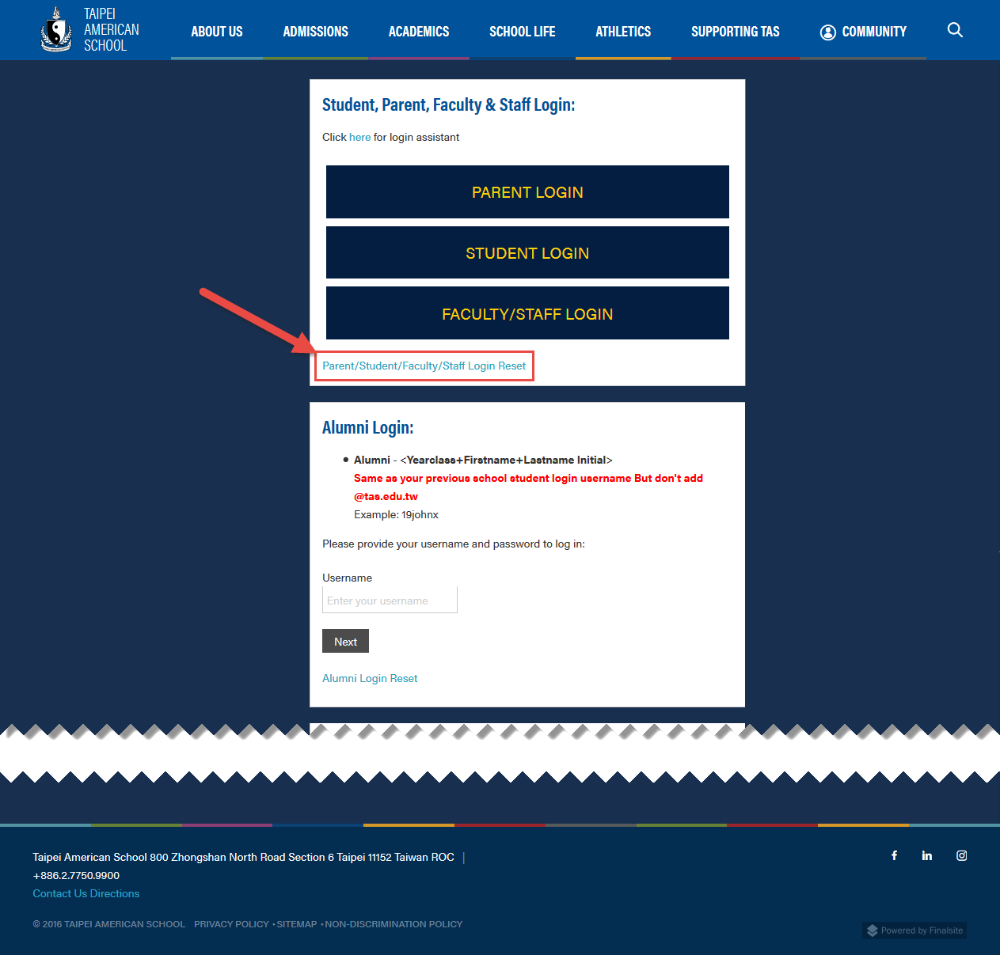 TAIPEI
AMERICAN
SCHOOL
ABOUT US
ADMISSIONS
ACADEMICS
SCHOOL LIFE
ATHLETICS
SUPPORTING TAS
COMMUNITY
Student, Parent, Faculty & Staff Login:
Click here for login assistant
PARENT LOGIN
STUDENT LOGIN
FACULTY/STAFF LOGIN
Parent/Student/Faculty/Staff Login Reset
Alumni Login:
Alumni - <Yearclass+Firstname+Lastname Initial>
Same as your previous school student login username But don't add
@tas.edu.tw
Example: 19johnx
Please provide your username and password to log in:
Username
Enter your username
Next
Alumni Login Reset
Taipei American School 800 Zhongshan North Road Section 6 Taipei 11152 Taiwan ROC |
+886.2.7750.9900
Contact Us Directions
© 2016 TAIPEI AMERICAN SCHOOL PRIVACY POLICY • SITEMAP • NON-DISCRIMINATION POLICY
Powered by Finalsite